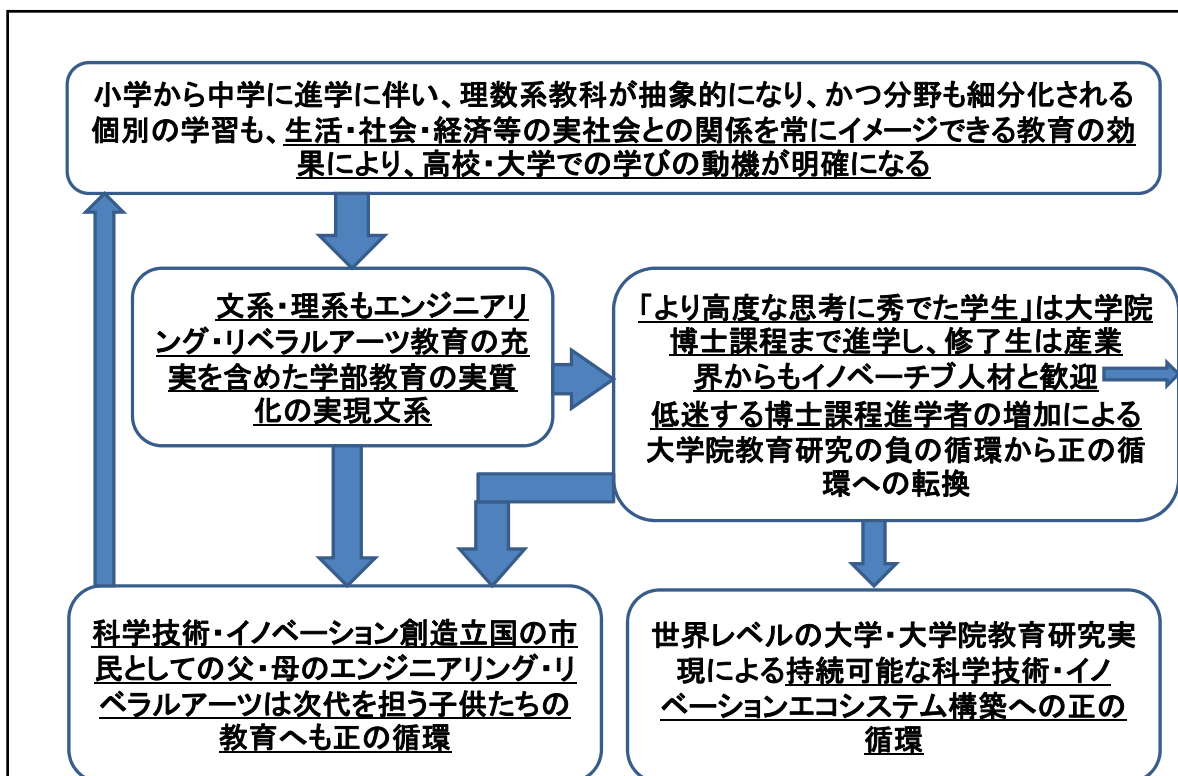 小学から中学に進学に伴い、理数系教科が抽象的になり、かつ分野も細分化される
個別の学習も、生活・社会・経済等の実社会との関係を常にイメージできる教育の効
果により、高校・大学での学びの動機が明確になる
文系・理系もエンジニアリ
ング・リベラルアーツ教育の充
実を含めた学部教育の実質
化の実現文系
「より高度な思考に秀でた学生」は大学院
博士課程まで進学し、修了生は産業
界からもイノベーチブ人材と歓迎
低迷する博士課程進学者の増加による
大学院教育研究の負の循環から正の循
環への転換
科学技術・イノベーション創造立国の市
民としての父・母のエンジニアリング・リ
ベラルアーツは次代を担う子供たちの
教育へも正の循環
世界レベルの大学・大学院教育研究実
現による持続可能な科学技術・イノ
ベーションエコシステム構築への正の
循環